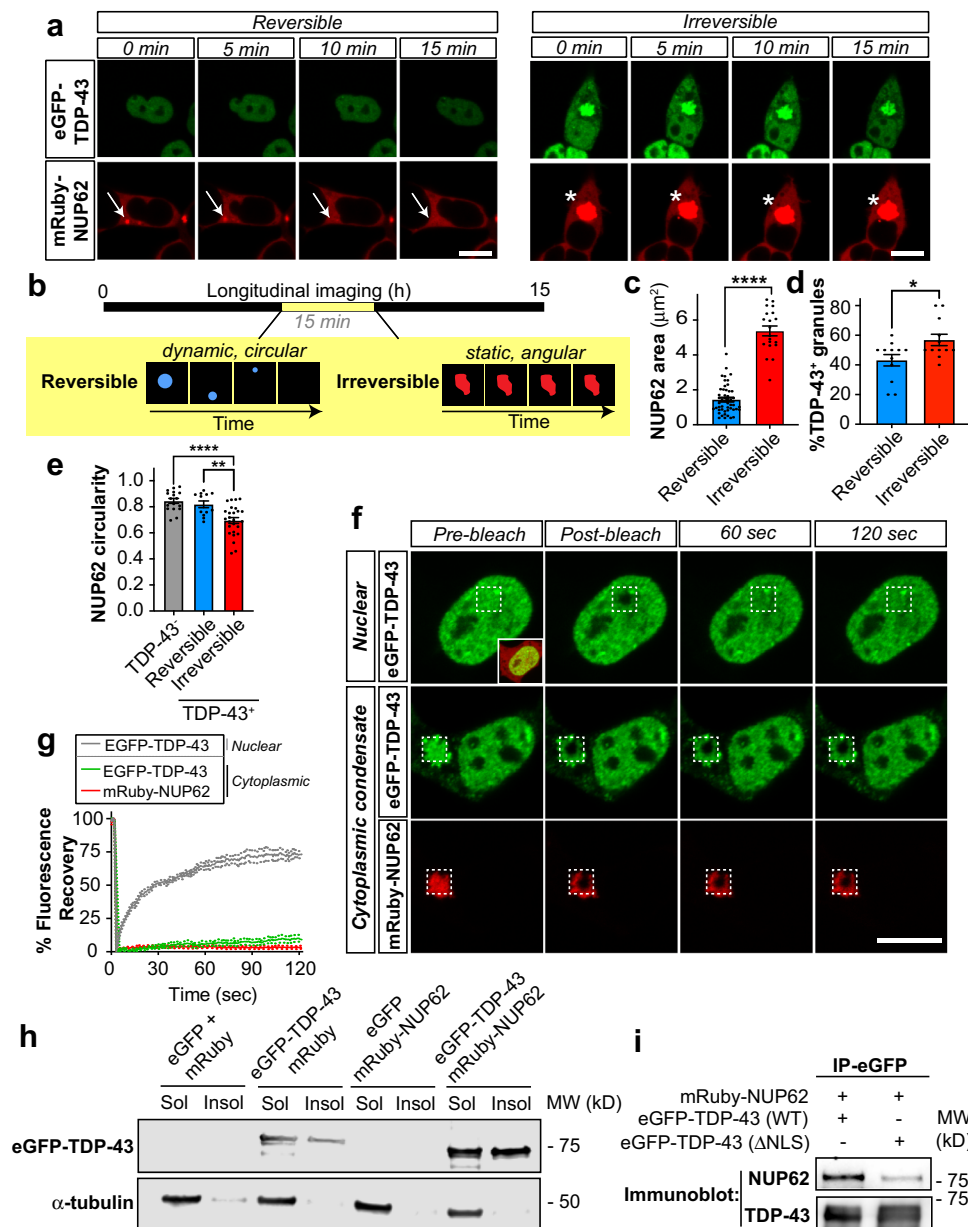 a
Reversible
Irreversible
0 min 5 min 10 min 15 min
0 min 5 min 10 min 15 min
eGFP-
TDP-43
mRuby-
NUP62
* * * *
b
0 Longitudinal imaging (h) 15
15 min
dynamic, circular
static, angular
Reversible
Irreversible
Time
Time
c
****
NUP62 area (µm²)
6
4
2
0
Reversible
Irreversible
d
*
%TDP-43⁺ granules
80
60
40
20
0
Reversible
Irreversible
e
****
**
NUP62 circularity
1.0
0.8
0.6
0.4
0.2
0.0
TDP-43⁻
Reversible
Irreversible
TDP-43⁺
f
Pre-bleach Post-bleach 60 sec 120 sec
Nuclear
eGFP-TDP-43
Cytoplasmic condensate
eGFP-TDP-43
mRuby-NUP62
g
EGFP-TDP-43 Nuclear
EGFP-TDP-43 Cytoplasmic
mRuby-NUP62
% Fluorescence
Recovery
100
75
50
25
0
0 30 60 90 120
Time (sec)
h
eGFP +
mRuby
eGFP-TDP-43
mRuby
eGFP
mRuby-NUP62
eGFP-TDP-43
mRuby-NUP62
Sol Insol Sol Insol Sol Insol Sol Insol MW (kD)
eGFP-TDP-43 - 75
α-tubulin - 50
i
IP-eGFP
mRuby-NUP62 + +
eGFP-TDP-43 (WT) + - MW
eGFP-TDP-43 (ΔNLS) - + (kD)
Immunoblot:
NUP62 - 75
TDP-43 - 75